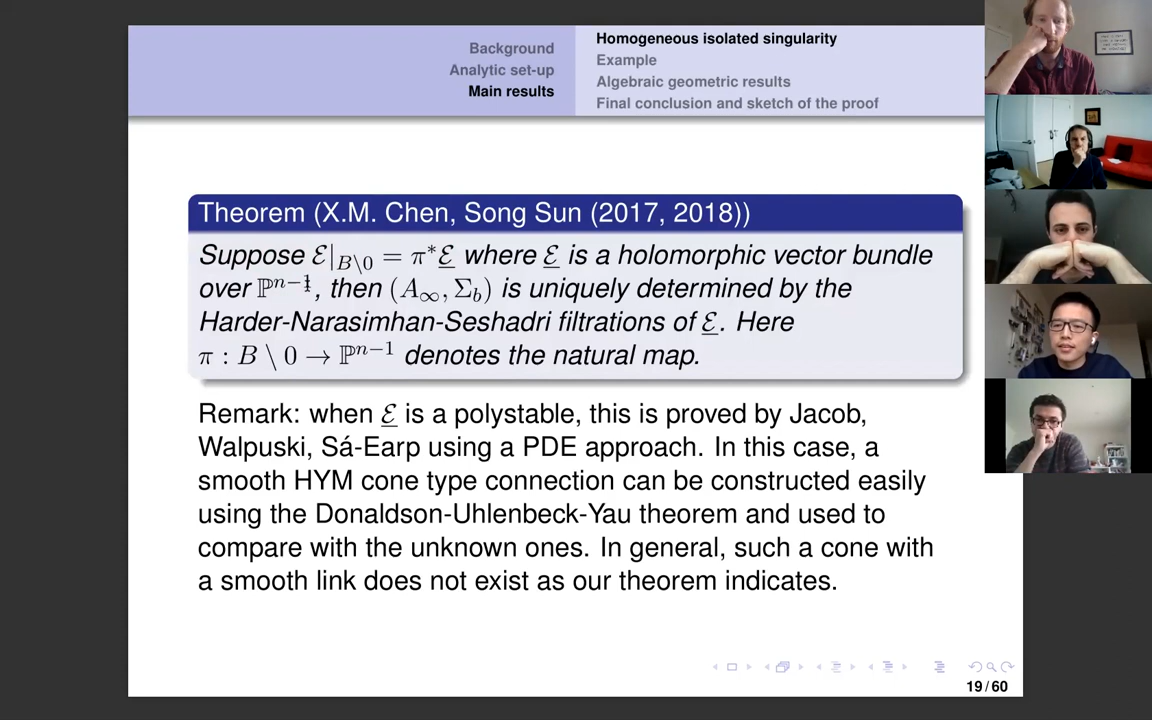 Background
Analytic set-up
Main results
Homogeneous isolated singularity
Example
Algebraic geometric results
Final conclusion and sketch of the proof
Theorem (X.M. Chen, Song Sun (2017, 2018))
Suppose ℰ|_{B\0} = π*ℰ̲ where ℰ̲ is a holomorphic vector bundle
over ℙⁿ⁻¹, then (A_∞, Σ_b) is uniquely determined by the
Harder-Narasimhan-Seshadri filtrations of ℰ̲. Here
π : B \ 0 → ℙⁿ⁻¹ denotes the natural map.
Remark: when ℰ̲ is a polystable, this is proved by Jacob,
Walpuski, Sá-Earp using a PDE approach. In this case, a
smooth HYM cone type connection can be constructed easily
using the Donaldson-Uhlenbeck-Yau theorem and used to
compare with the unknown ones. In general, such a cone with
a smooth link does not exist as our theorem indicates.
19/60